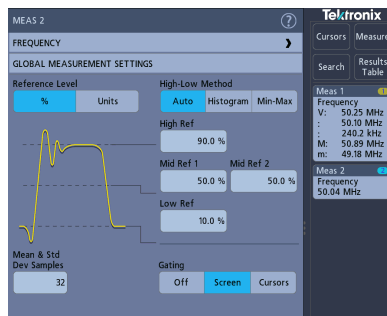 MEAS 2
?
FREQUENCY
GLOBAL MEASUREMENT SETTINGS
Reference Level
% Units
High-Low Method
Auto Histogram Min-Max
High Ref
90.0 %
Mid Ref 1 Mid Ref 2
50.0 % 50.0 %
Low Ref
10.0 %
Mean & Std
Dev Samples
32
Gating
Off Screen Cursors
Tektronix
Cursors Measure
Search Results
Table
Meas 1 1
Frequency
V: 50.25 MHz
: 50.10 MHz
: 240.2 kHz
M: 50.89 MHz
m: 49.18 MHz
Meas 2 2
Frequency
50.04 MHz